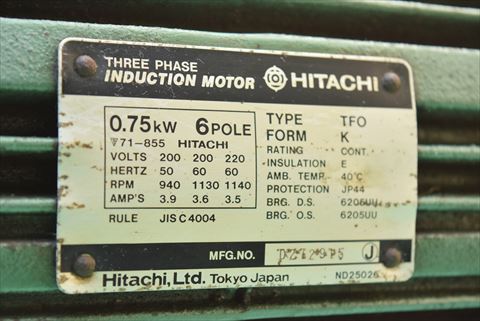 THREE PHASE
INDUCTION MOTOR HITACHI
0.75kW 6POLE
71-855 HITACHI
VOLTS 200 200 220
HERTZ 50 60 60
RPM 940 1130 1140
AMP'S 3.9 3.6 3.5
RULE JIS C 4004
TYPE TFO
FORM K
RATING CONT.
INSULATION E
AMB. TEMP. 40°C
PROTECTION JP44
BRG. D.S. 6206UU
BRG. O.S. 6205UU
MFG.NO. J
Hitachi, Ltd. Tokyo Japan ND25026